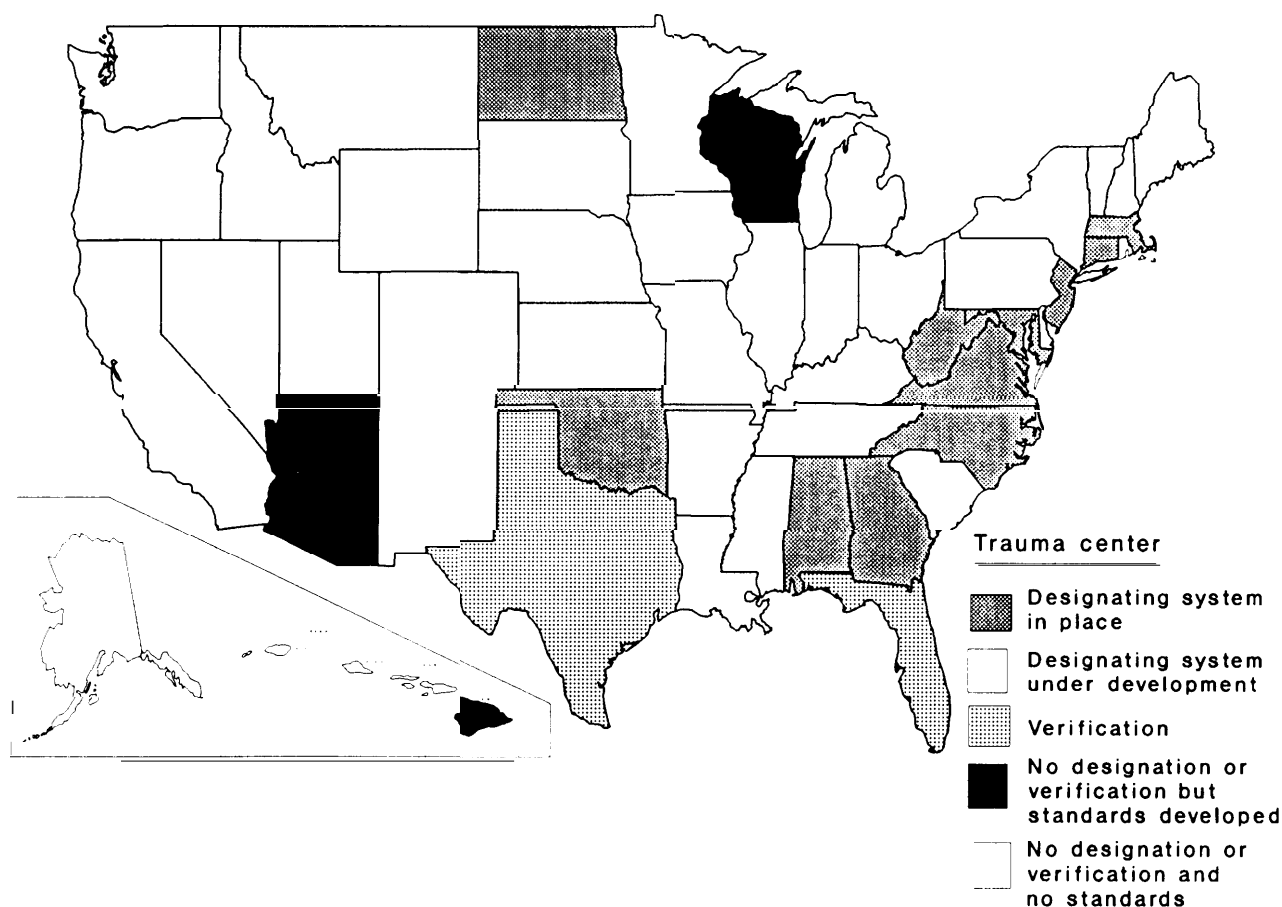 Trauma center
Designating system
in place
Designating system
under development
Verification
No designation or
verification but
standards developed
No designation or
verification and
no standards